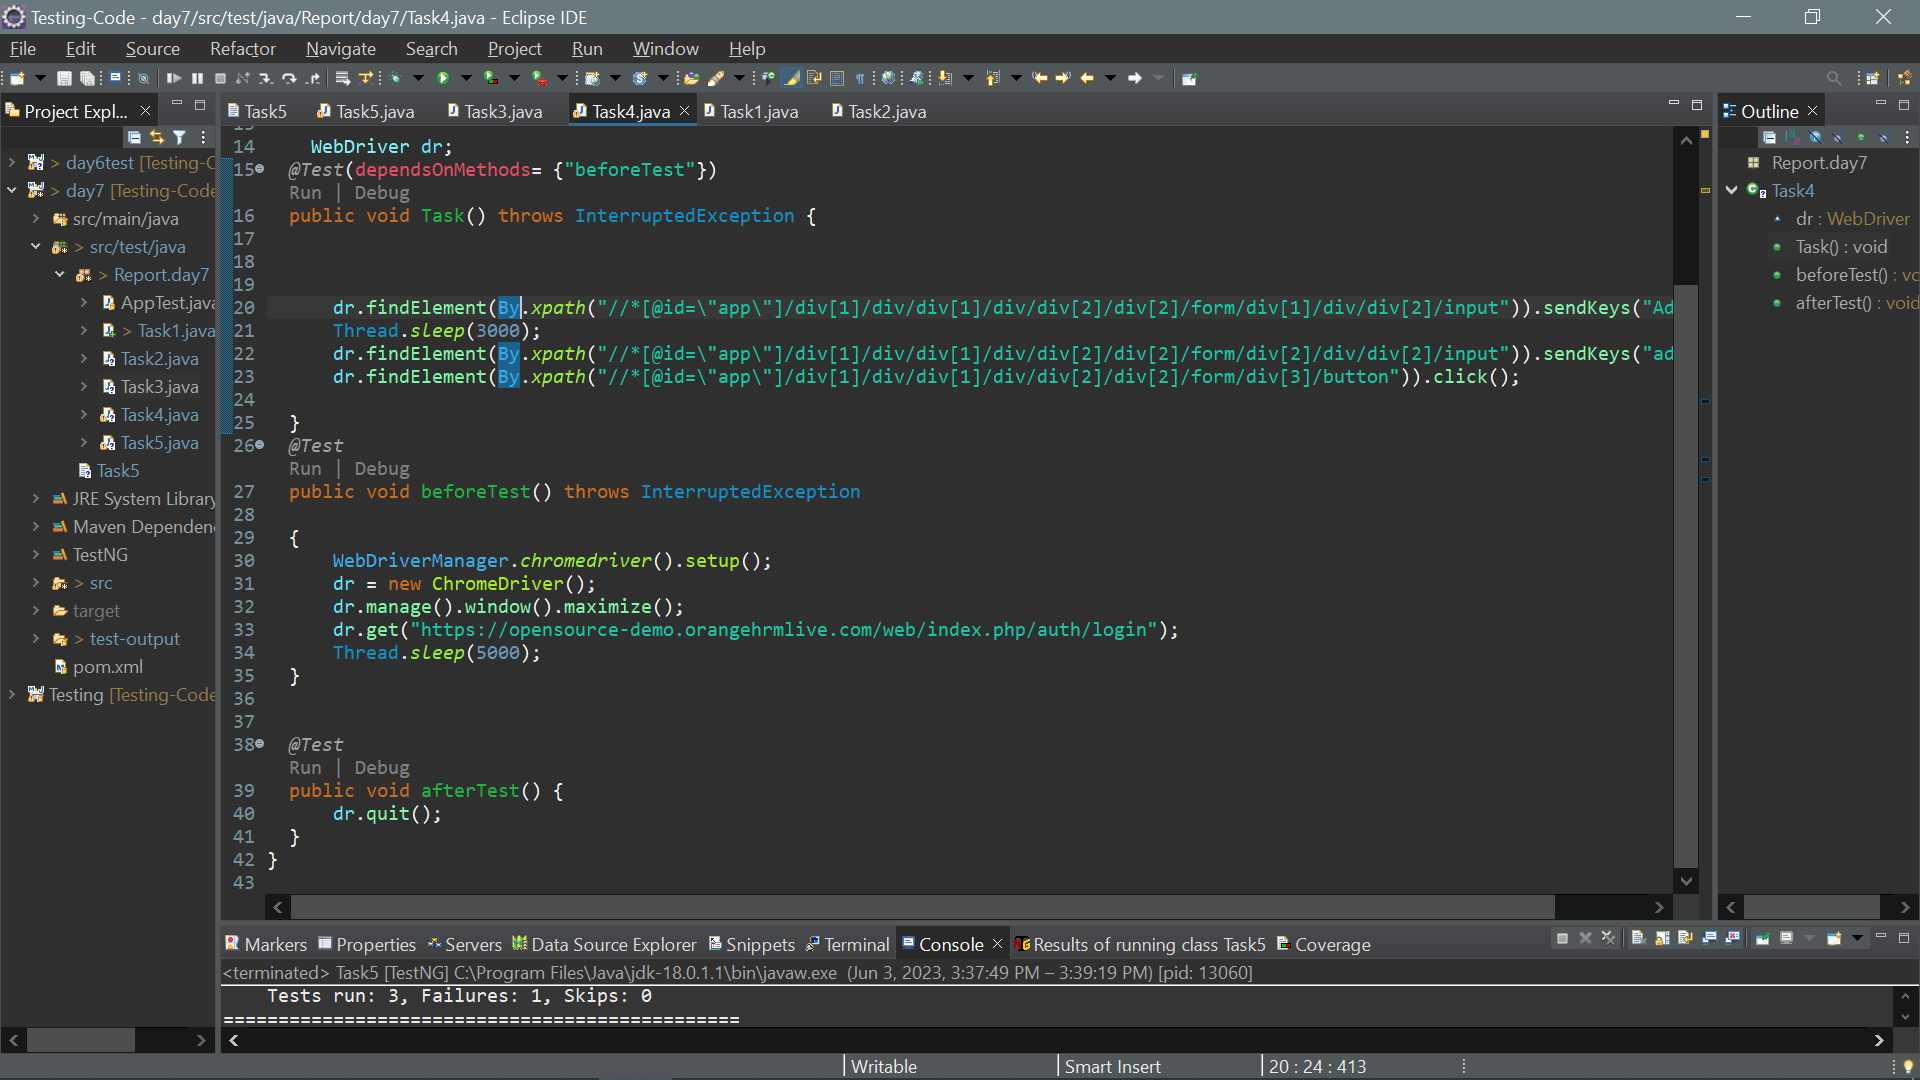 Testing-Code - day7/src/test/java/Report/day7/Task4.java - Eclipse IDE
File Edit Source Refactor Navigate Search Project Run Window Help
Project Expl...
day6test [Testing-C
> day7 [Testing-Code
src/main/java
> src/test/java
> Report.day7
AppTest.java
> Task1.java
Task2.java
Task3.java
Task4.java
Task5.java
Task5
JRE System Library
Maven Dependen
TestNG
> src
target
> test-output
pom.xml
Testing [Testing-Code
Task5 Task5.java Task3.java Task4.java Task1.java Task2.java
14 WebDriver dr;
15 @Test(dependsOnMethods= {"beforeTest"})
Run | Debug
16 public void Task() throws InterruptedException {
17
18
19
20 dr.findElement(By.xpath("//*[@id=\"app\"]/div[1]/div/div[1]/div/div[2]/div[2]/form/div[1]/div/div[2]/input")).sendKeys("Ad
21 Thread.sleep(3000);
22 dr.findElement(By.xpath("//*[@id=\"app\"]/div[1]/div/div[1]/div/div[2]/div[2]/form/div[2]/div/div[2]/input")).sendKeys("ad
23 dr.findElement(By.xpath("//*[@id=\"app\"]/div[1]/div/div[1]/div/div[2]/div[2]/form/div[3]/button")).click();
24
25 }
26 @Test
Run | Debug
27 public void beforeTest() throws InterruptedException
28
29 {
30 WebDriverManager.chromedriver().setup();
31 dr = new ChromeDriver();
32 dr.manage().window().maximize();
33 dr.get("https://opensource-demo.orangehrmlive.com/web/index.php/auth/login");
34 Thread.sleep(5000);
35 }
36
37
38 @Test
Run | Debug
39 public void afterTest() {
40 dr.quit();
41 }
42 }
43
Outline
Report.day7
Task4
dr : WebDriver
Task() : void
beforeTest() : vo
afterTest() : void
Markers Properties Servers Data Source Explorer Snippets Terminal Console Results of running class Task5 Coverage
<terminated> Task5 [TestNG] C:\Program Files\Java\jdk-18.0.1.1\bin\javaw.exe (Jun 3, 2023, 3:37:49 PM – 3:39:19 PM) [pid: 13060]
Tests run: 3, Failures: 1, Skips: 0
===============================================
Writable Smart Insert 20 : 24 : 413